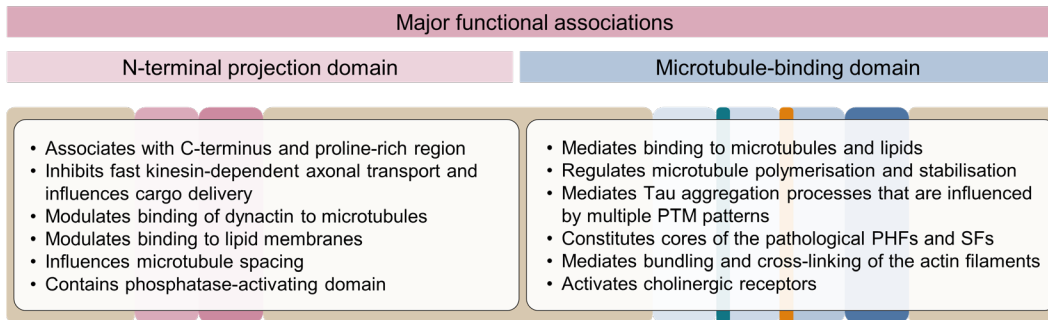 Major functional associations
N-terminal projection domain
Microtubule-binding domain
• Associates with C-terminus and proline-rich region
• Inhibits fast kinesin-dependent axonal transport and
influences cargo delivery
• Modulates binding of dynactin to microtubules
• Modulates binding to lipid membranes
• Influences microtubule spacing
• Contains phosphatase-activating domain
• Mediates binding to microtubules and lipids
• Regulates microtubule polymerisation and stabilisation
• Mediates Tau aggregation processes that are influenced
by multiple PTM patterns
• Constitutes cores of the pathological PHFs and SFs
• Mediates bundling and cross-linking of the actin filaments
• Activates cholinergic receptors